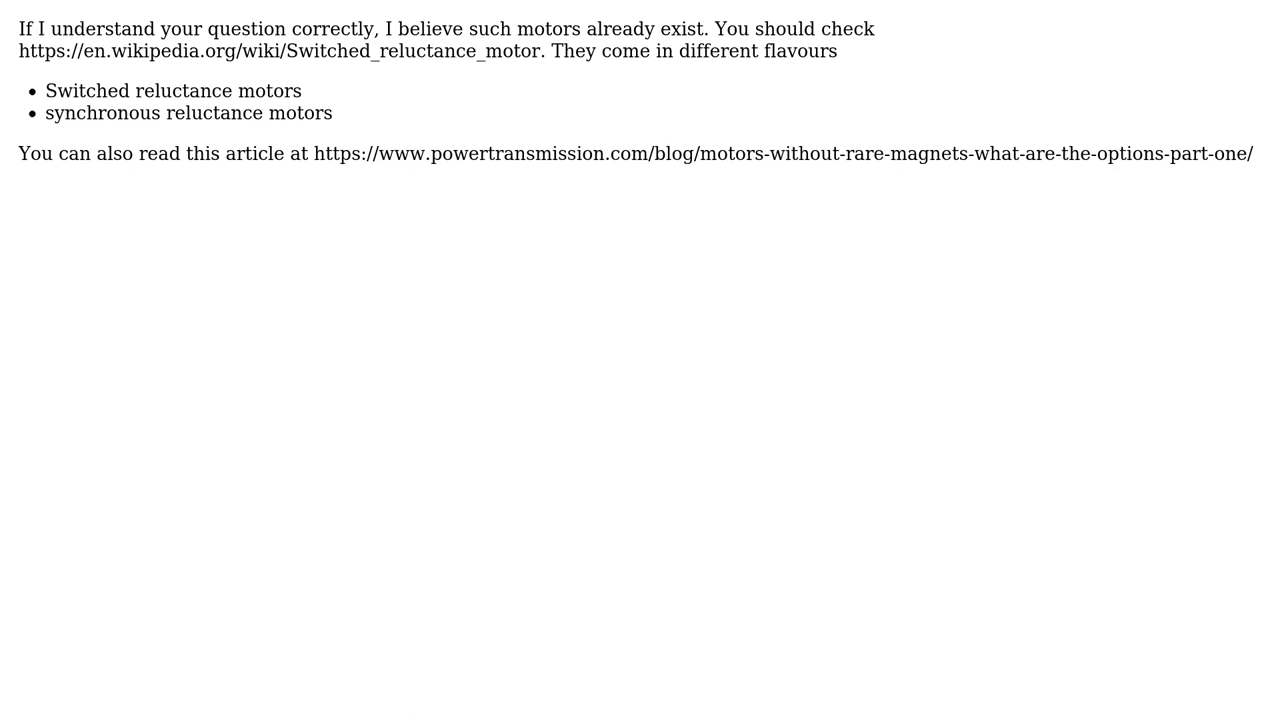 If I understand your question correctly, I believe such motors already exist. You should check
https://en.wikipedia.org/wiki/Switched_reluctance_motor. They come in different flavours
• Switched reluctance motors
• synchronous reluctance motors
You can also read this article at https://www.powertransmission.com/blog/motors-without-rare-magnets-what-are-the-options-part-one/